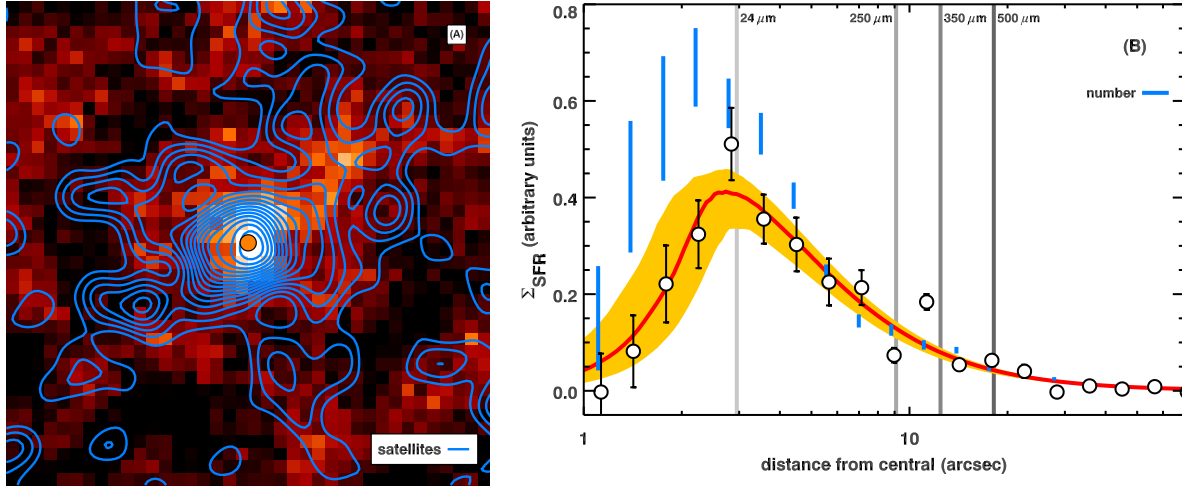 (A)
satellites
0.8
0.6
0.4
0.2
0.0
Σ_SFR (arbitrary units)
24 μm
250 μm
350 μm
500 μm
(B)
number
1
10
distance from central (arcsec)